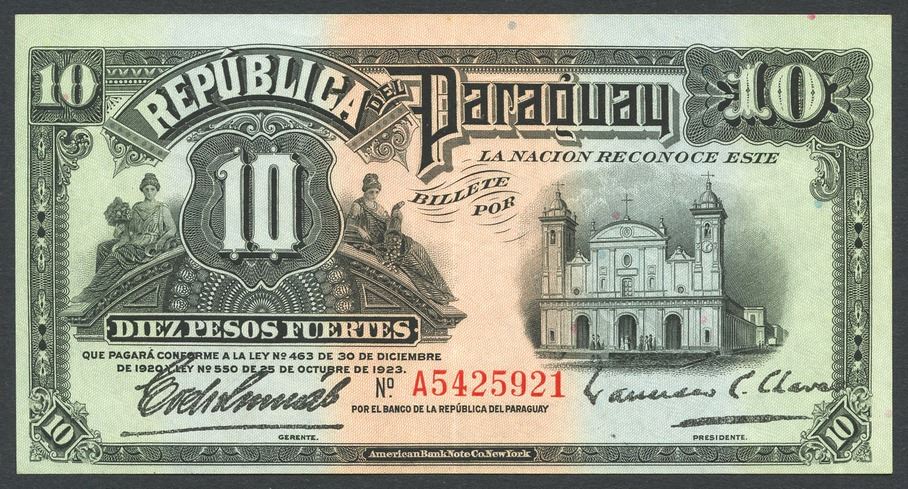 10
REPÚBLICA DEL Paraguay
10
LA NACION RECONOCE ESTE
BILLETE
POR
10
DIEZ PESOS FUERTES
QUE PAGARÁ CONFORME A LA LEY Nº 463 DE 30 DE DICIEMBRE
DE 1920 Y LEY Nº 550 DE 25 DE OCTUBRE DE 1923.
Nº A5425921
POR EL BANCO DE LA REPÚBLICA DEL PARAGUAY
GERENTE.
PRESIDENTE.
10
10
American Bank Note Co. New York